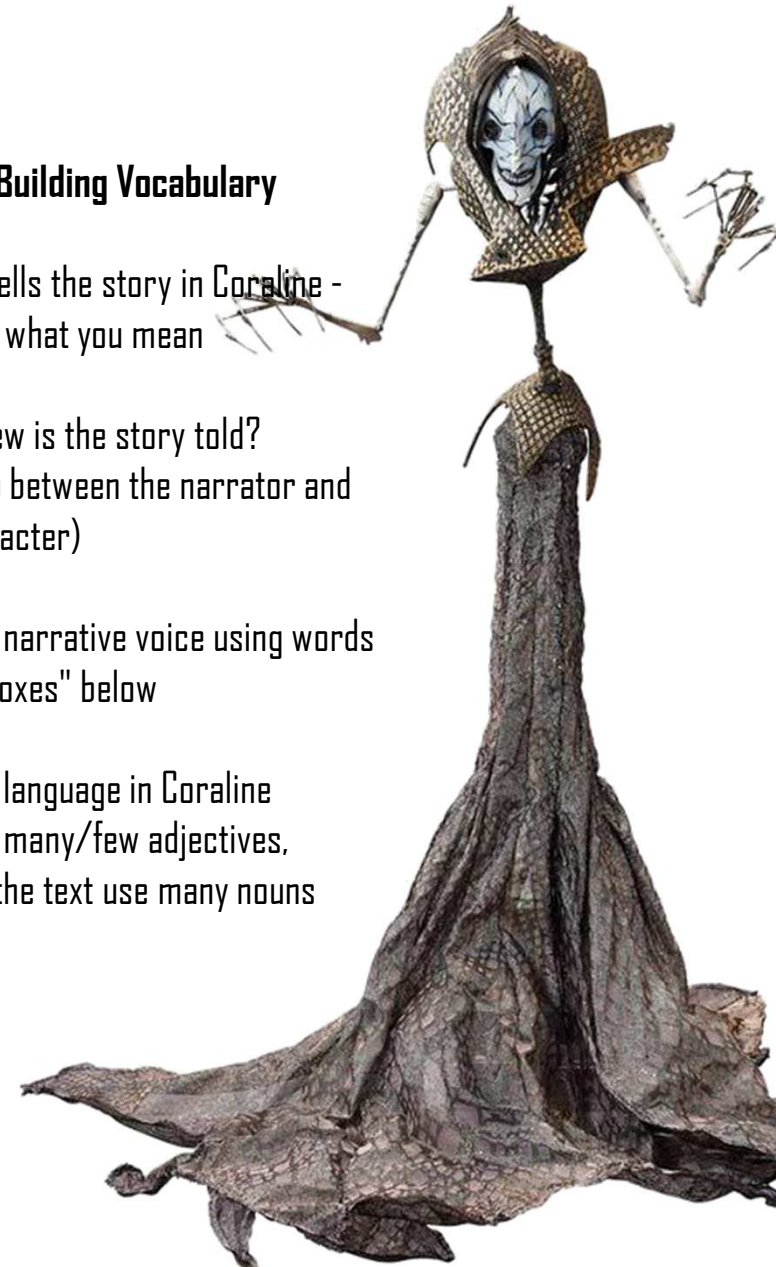 Building Vocabulary
ells the story in Coraline -
what you mean
ew is the story told?
between the narrator and
acter)
narrative voice using words
oxes" below
language in Coraline
many/few adjectives,
the text use many nouns